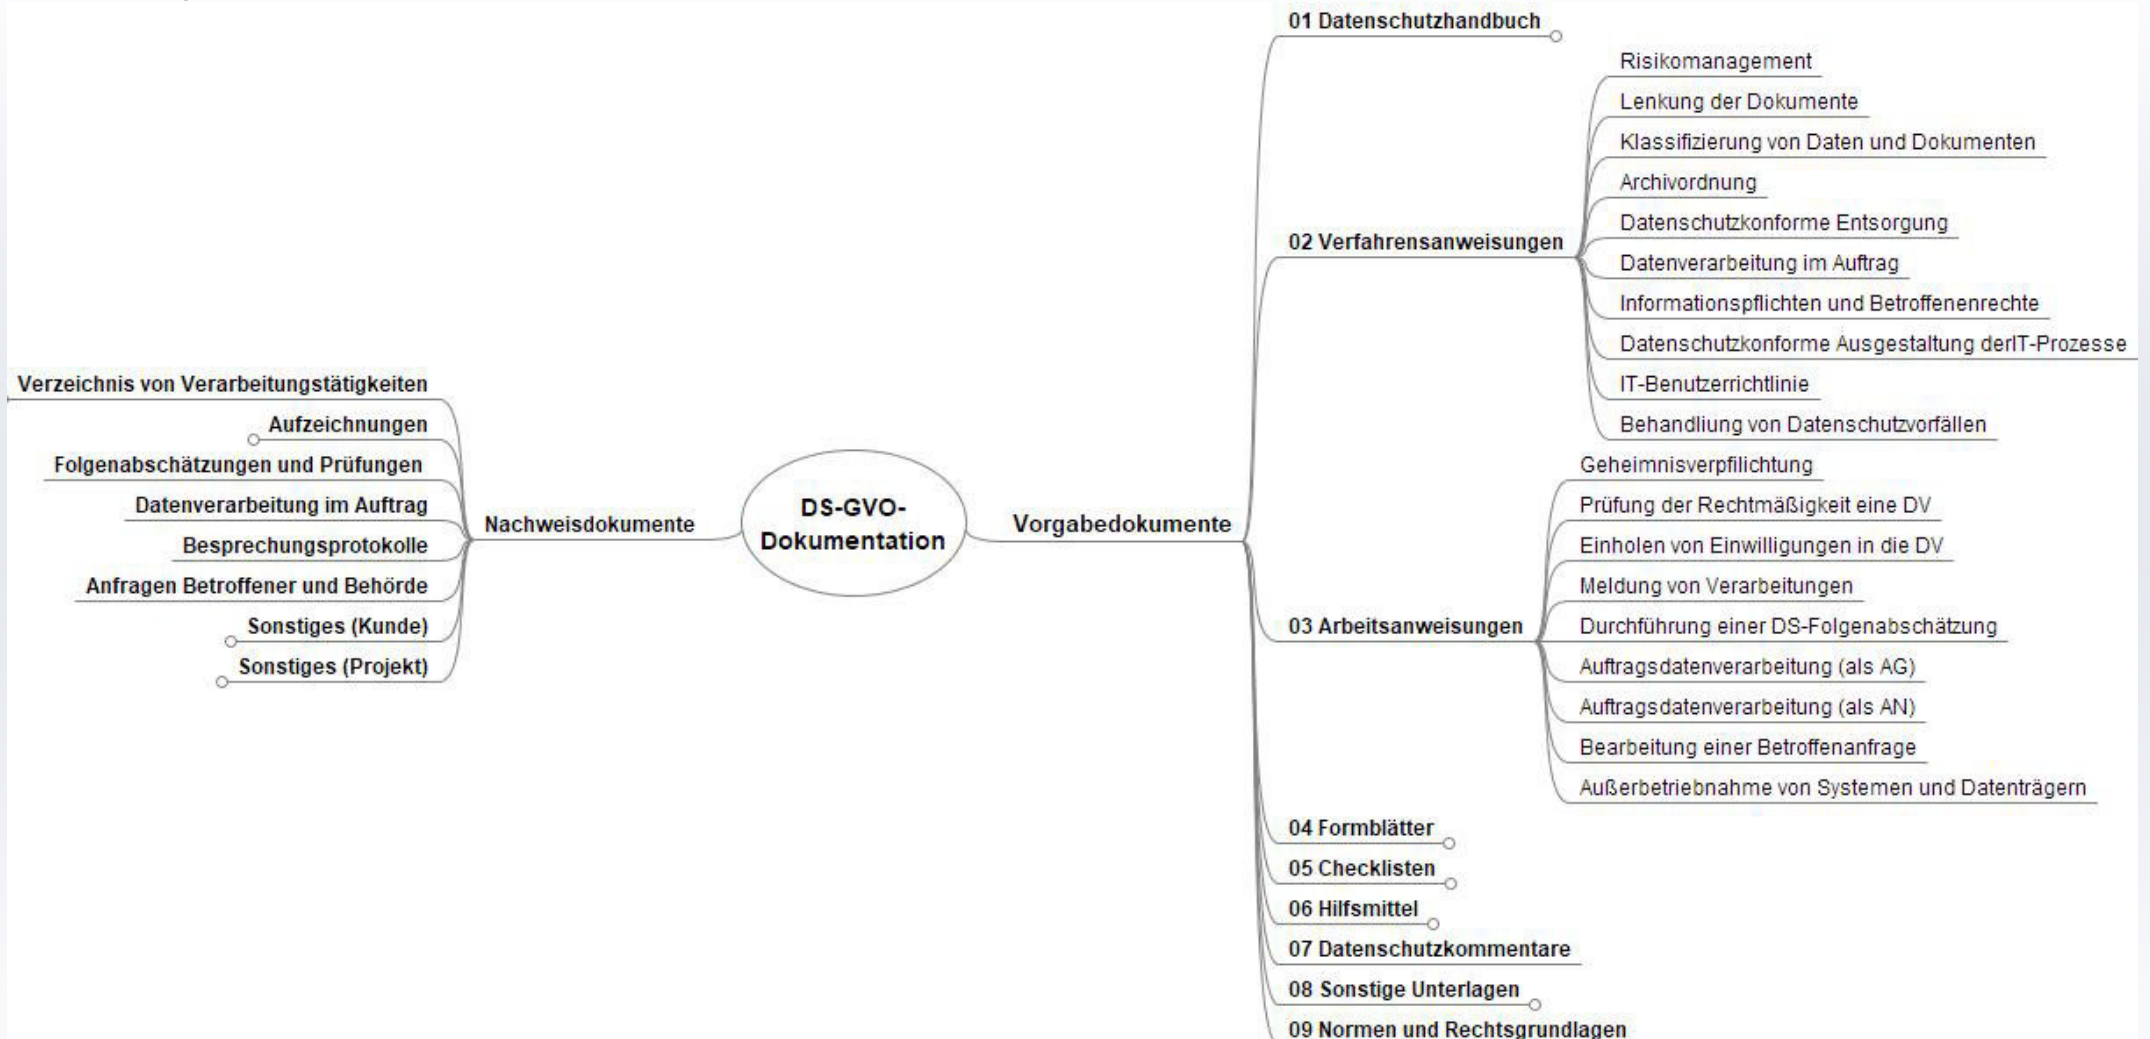 01 Datenschutzhandbuch
Risikomanagement
Lenkung der Dokumente
Klassifizierung von Daten und Dokumenten
Archivordnung
Datenschutzkonforme Entsorgung
02 Verfahrensanweisungen
Datenverarbeitung im Auftrag
Informationspflichten und Betroffenenrechte
Datenschutzkonforme Ausgestaltung derIT-Prozesse
IT-Benutzerrichtlinie
Behandliung von Datenschutzvorfällen
Verzeichnis von Verarbeitungstätigkeiten
Aufzeichnungen
Folgenabschätzungen und Prüfungen
Datenverarbeitung im Auftrag
Besprechungsprotokolle
Anfragen Betroffener und Behörde
Sonstiges (Kunde)
Sonstiges (Projekt)
Nachweisdokumente
DS-GVO-
Dokumentation
Vorgabedokumente
Geheimnisverpfilichtung
Prüfung der Rechtmäßigkeit eine DV
Einholen von Einwilligungen in die DV
Meldung von Verarbeitungen
03 Arbeitsanweisungen
Durchführung einer DS-Folgenabschätzung
Auftragsdatenverarbeitung (als AG)
Auftragsdatenverarbeitung (als AN)
Bearbeitung einer Betroffenanfrage
Außerbetriebnahme von Systemen und Datenträgern
04 Formblätter
05 Checklisten
06 Hilfsmittel
07 Datenschutzkommentare
08 Sonstige Unterlagen
09 Normen und Rechtsgrundlagen